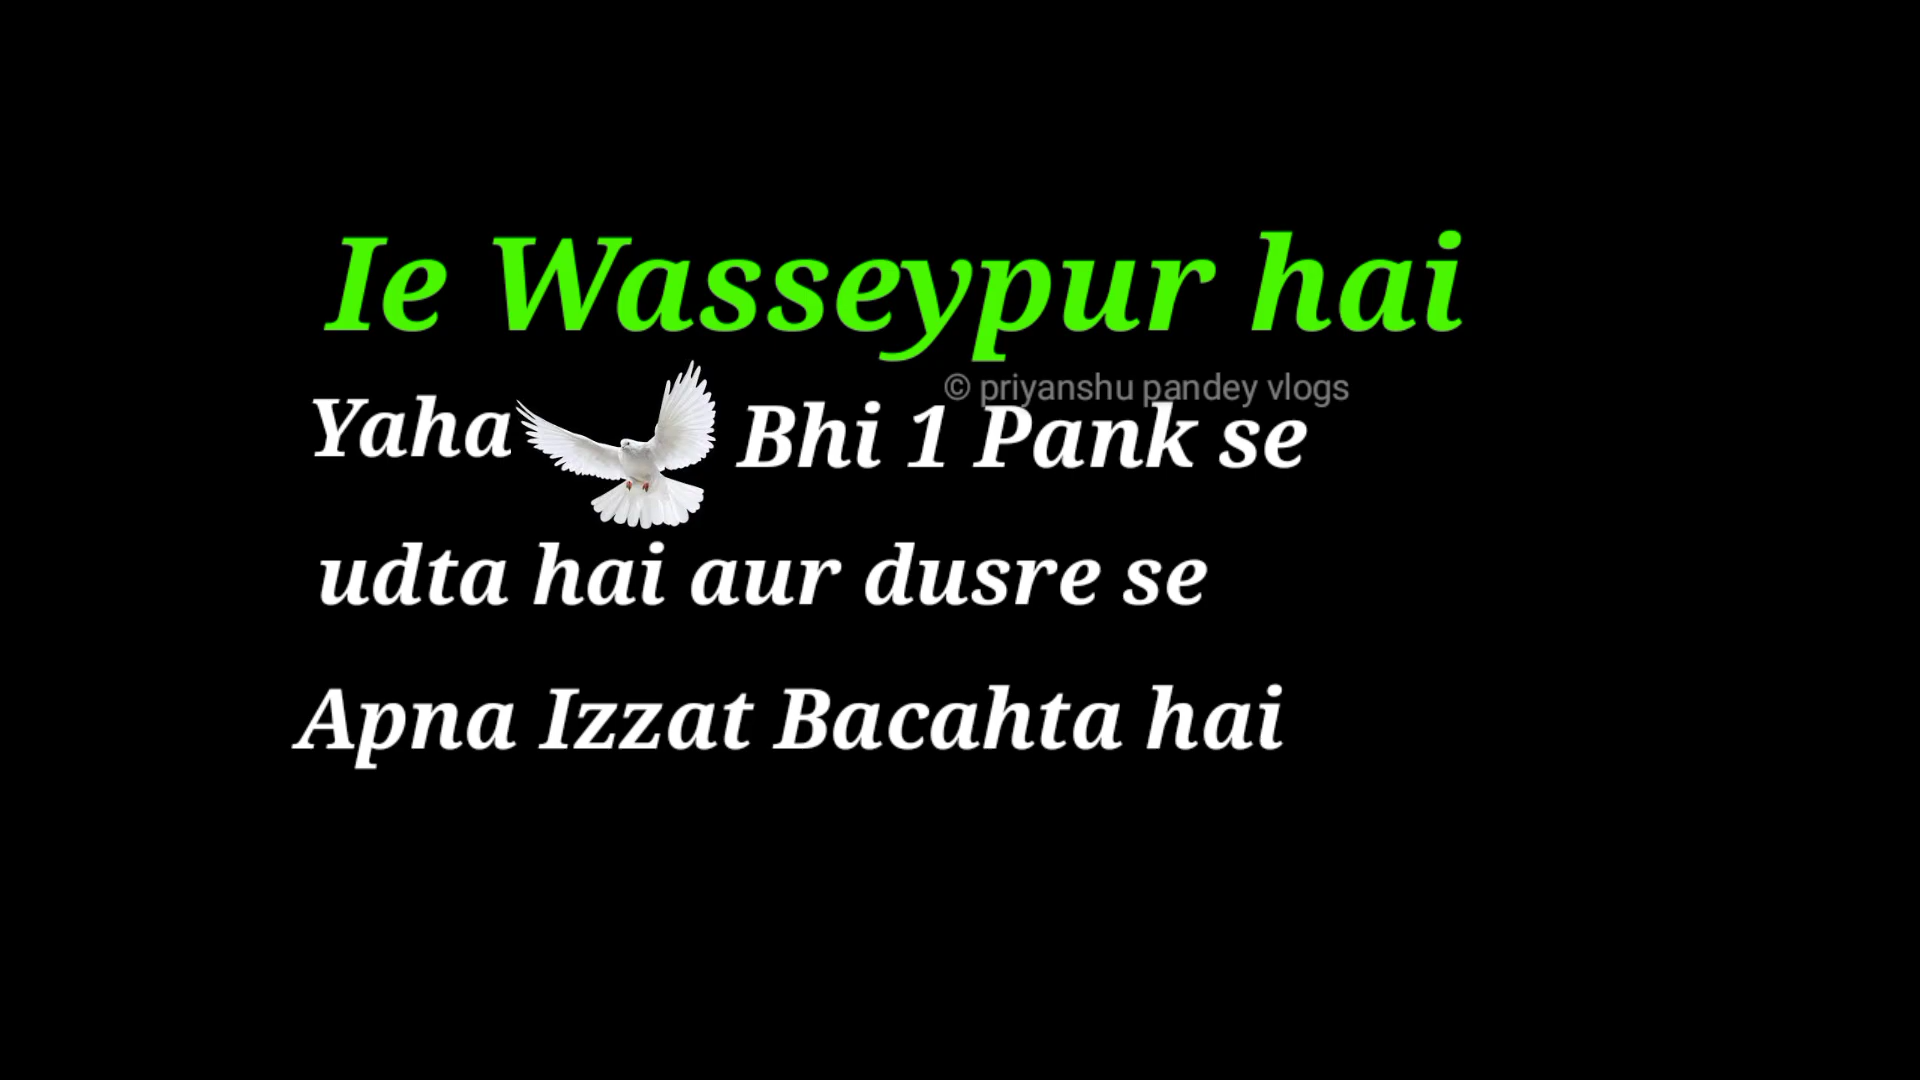 Ie Wasseypur hai
© priyanshu pandey vlogs
Yaha Bhi 1 Pank se
udta hai aur dusre se
Apna Izzat Bacahta hai